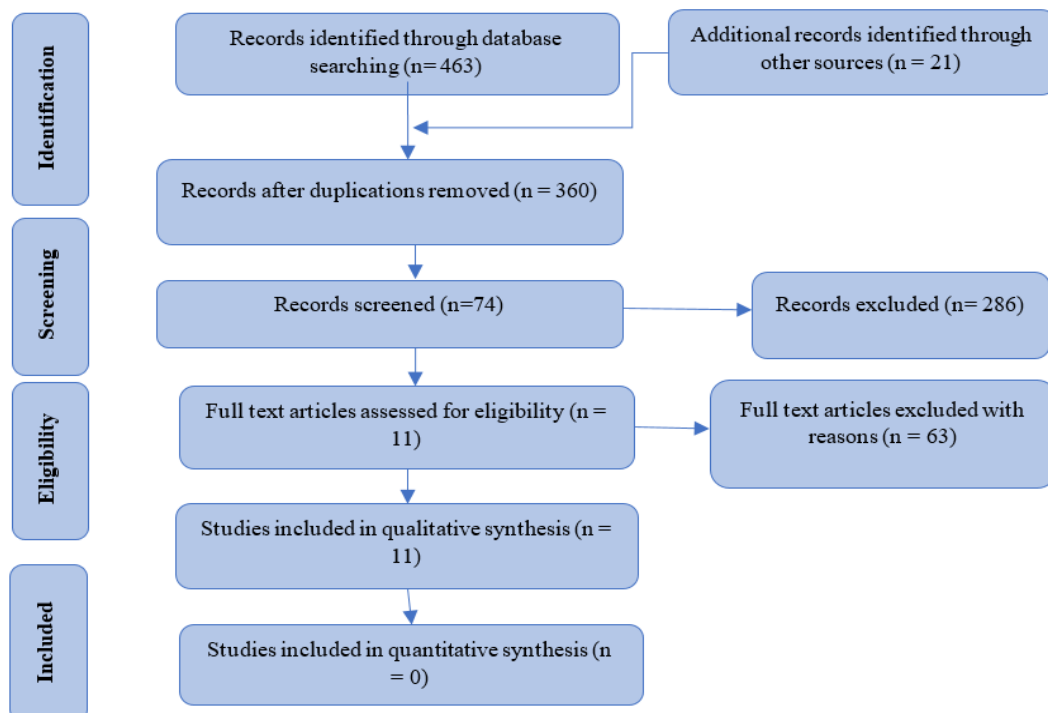 Identification
Records identified through database
searching (n= 463)
Additional records identified through
other sources (n = 21)
Records after duplications removed (n = 360)
Screening
Records screened (n=74)
Records excluded (n= 286)
Eligibility
Full text articles assessed for eligibility (n =
11)
Full text articles excluded with
reasons (n = 63)
Studies included in qualitative synthesis (n =
11)
Included
Studies included in quantitative synthesis (n
= 0)